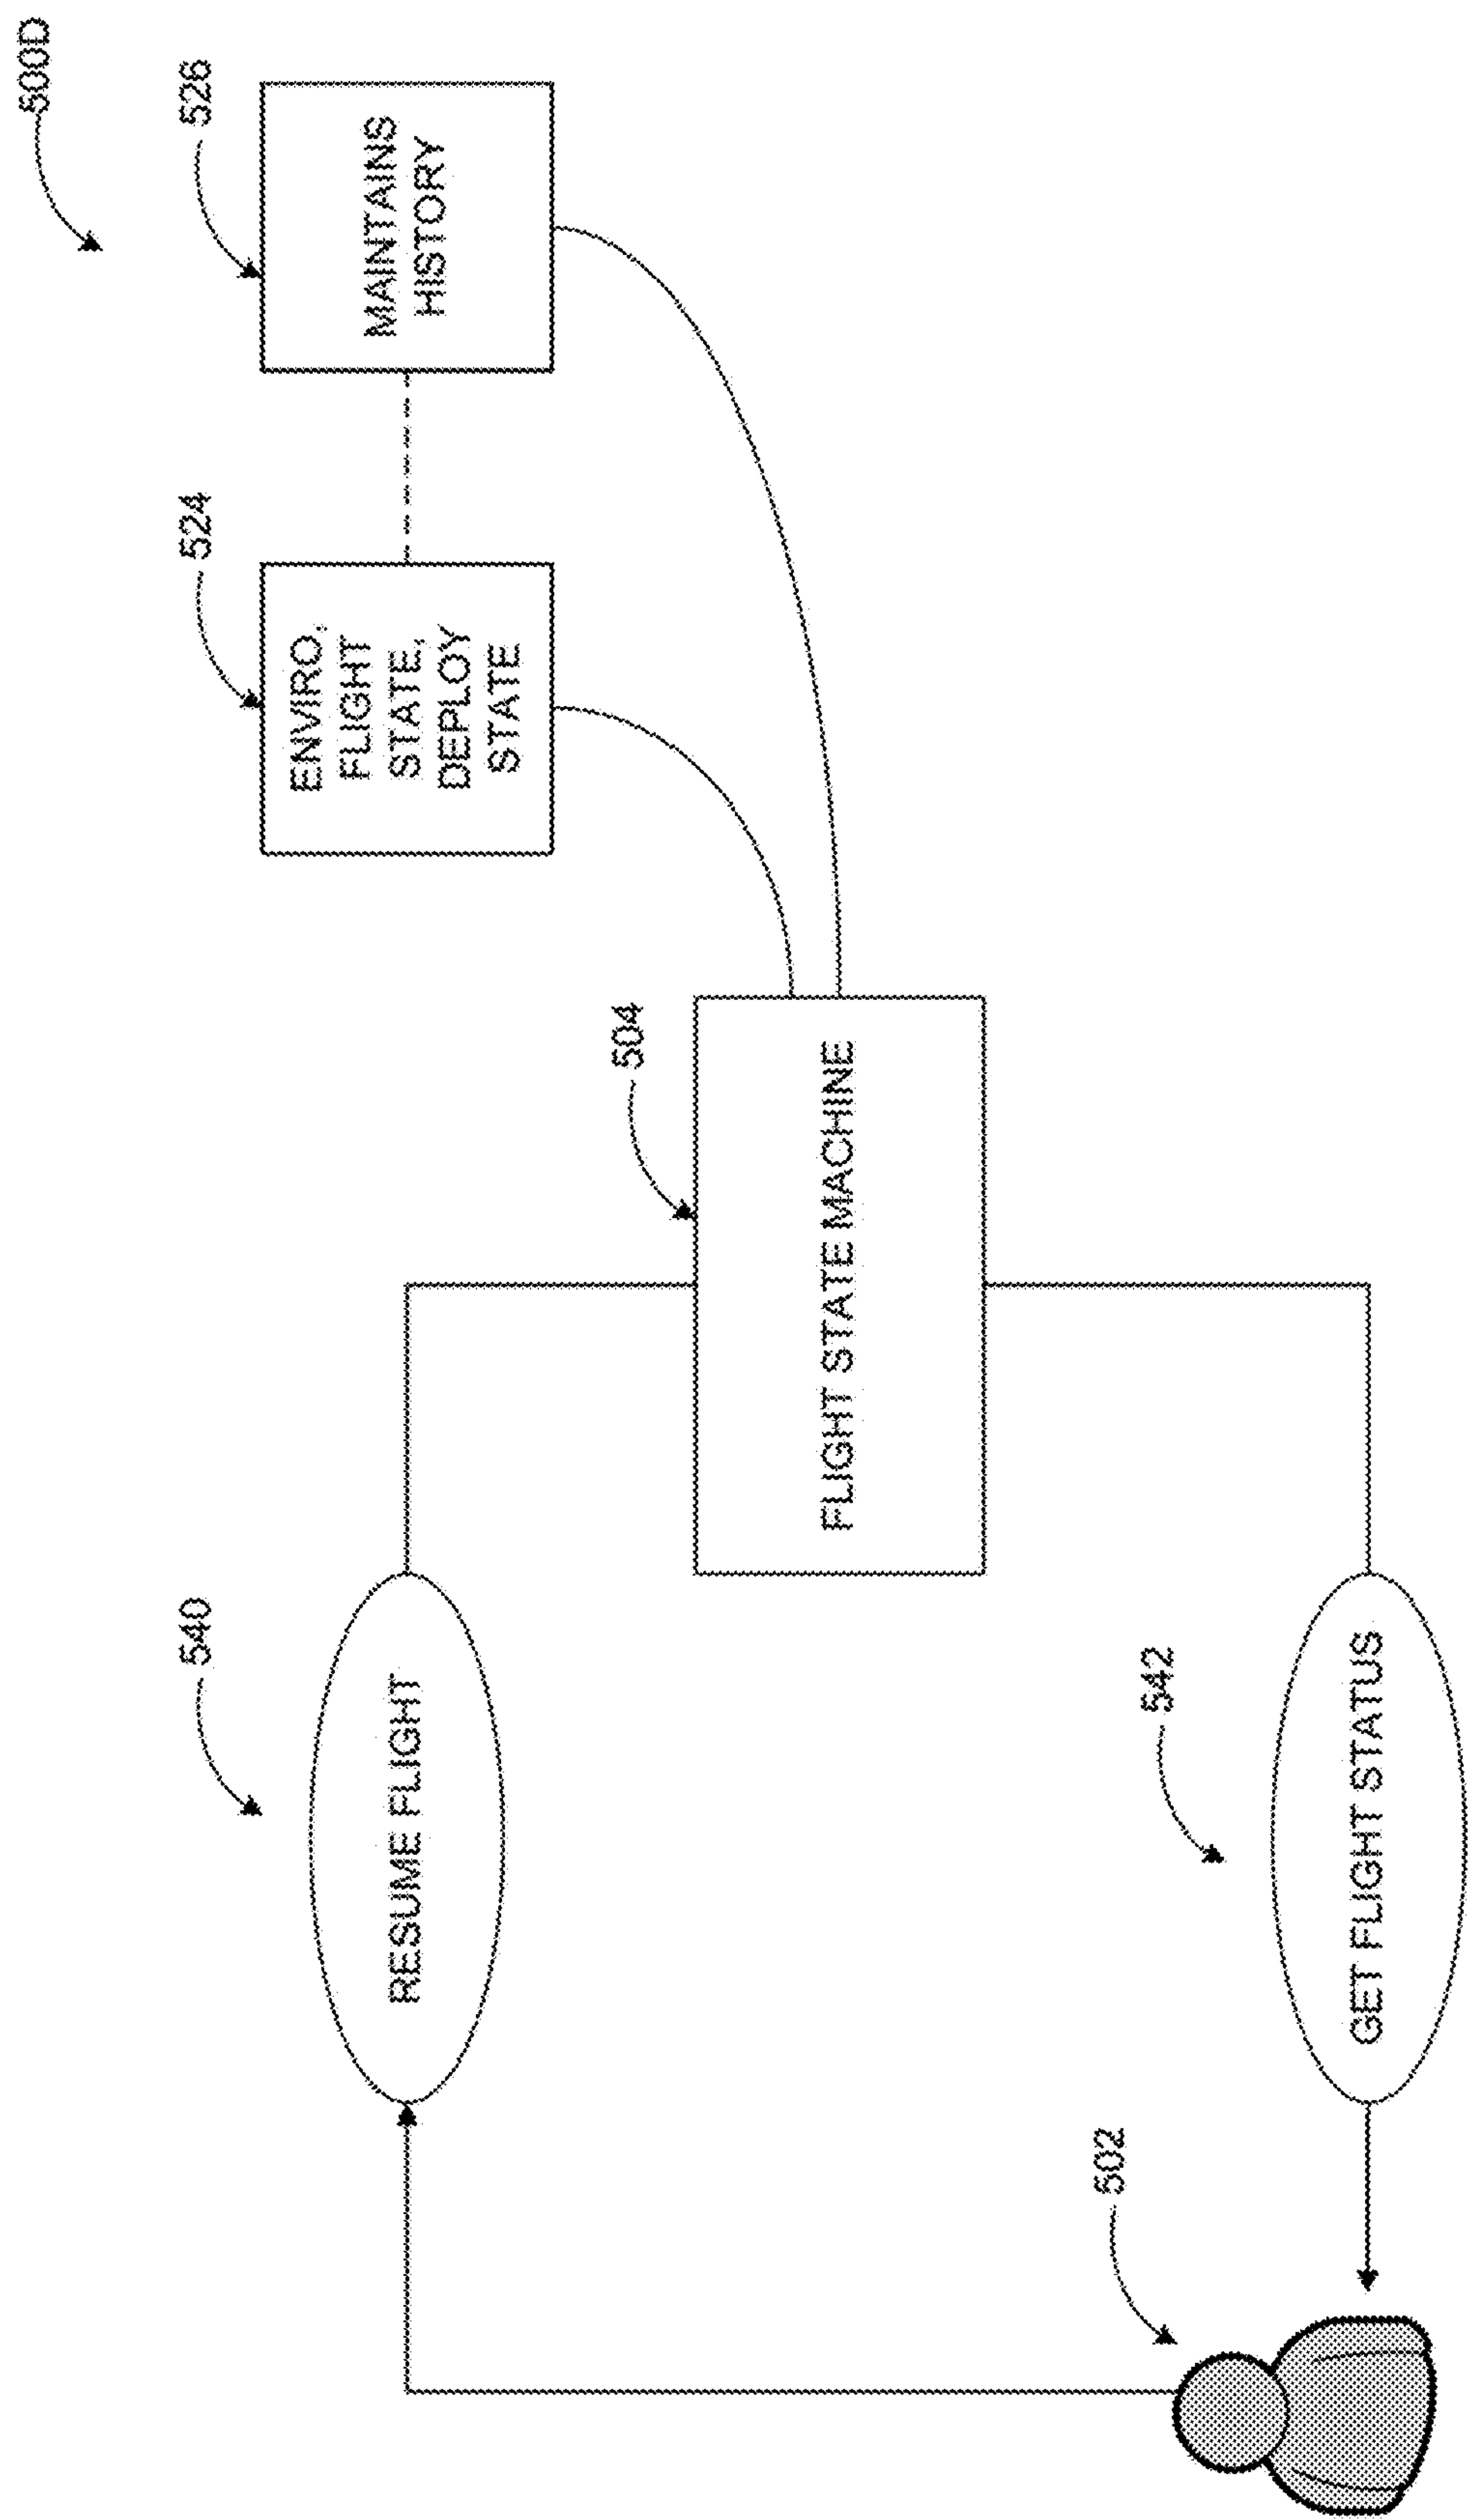 500D
526
MAINTAINS
HISTORY
524
ENVIRO,
FLIGHT
STATE,
DEPLOY
STATE
504
FLIGHT STATE MACHINE
540
RESUME FLIGHT
542
GET FLIGHT STATUS
502